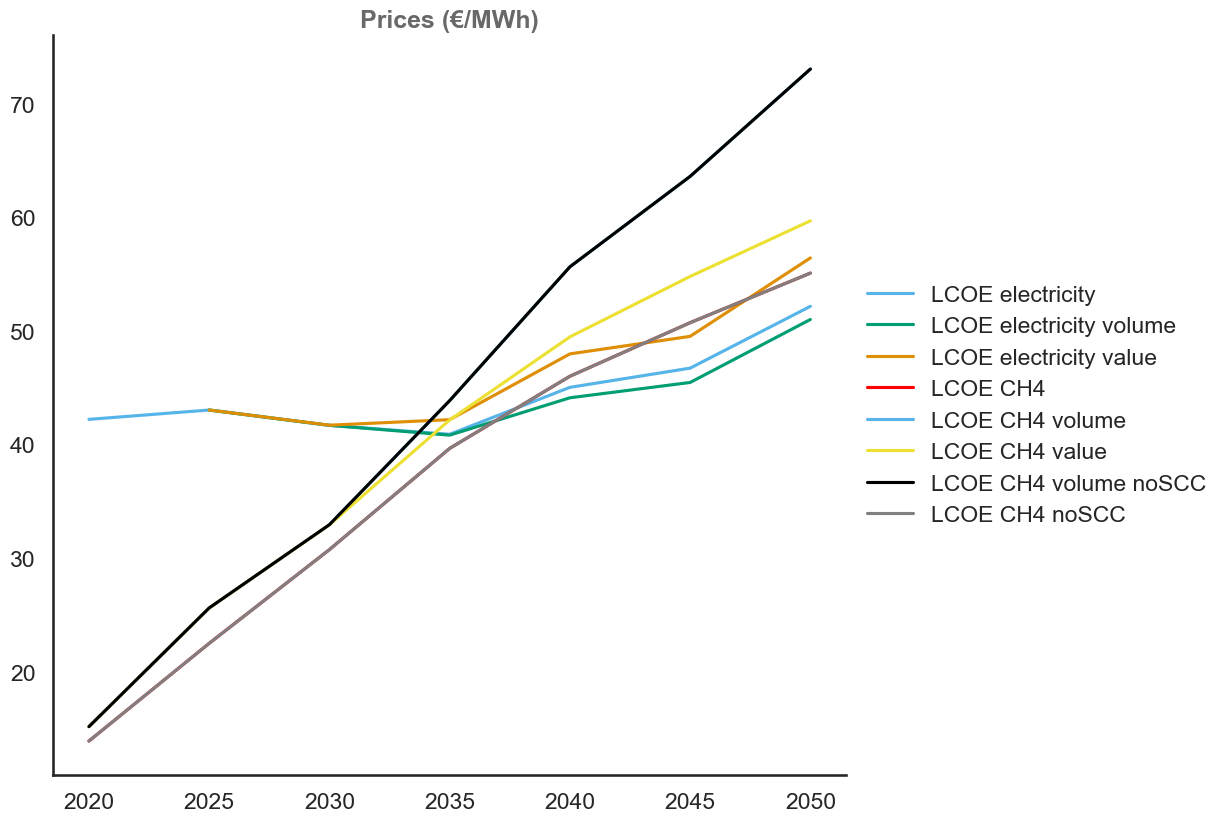 Prices (€/MWh)
70
60
50
40
30
20
2020 2025 2030 2035 2040 2045 2050
LCOE electricity
LCOE electricity volume
LCOE electricity value
LCOE CH4
LCOE CH4 volume
LCOE CH4 value
LCOE CH4 volume noSCC
LCOE CH4 noSCC